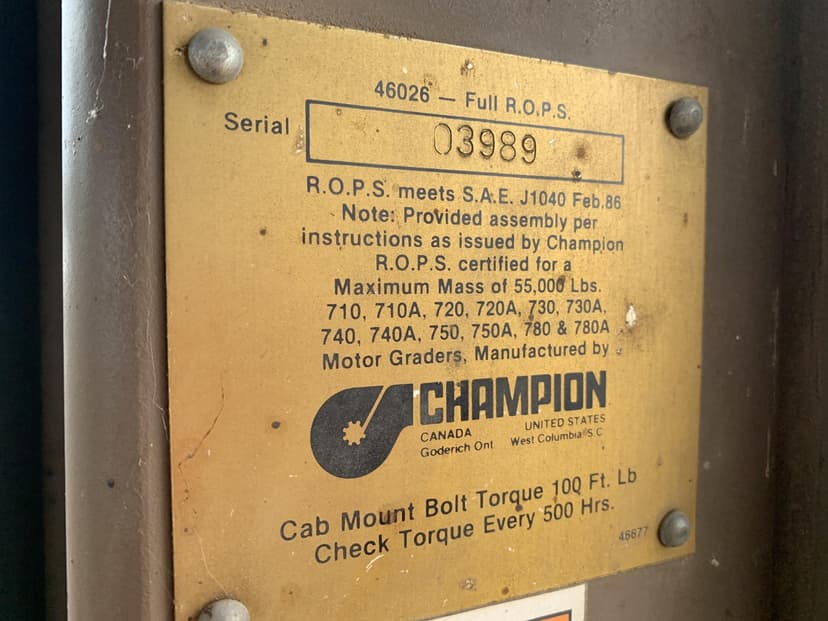 46026 — Full R.O.P.S.
Serial 03989
R.O.P.S. meets S.A.E. J1040 Feb.86
Note: Provided assembly per
instructions as issued by Champion
R.O.P.S. certified for a
Maximum Mass of 55,000 Lbs.
710, 710A, 720, 720A, 730, 730A,
740, 740A, 750, 750A, 780 & 780A
Motor Graders, Manufactured by
CHAMPION
CANADA UNITED STATES
Goderich Ont. West Columbia S.C.
Cab Mount Bolt Torque 100 Ft. Lb
Check Torque Every 500 Hrs.
46677